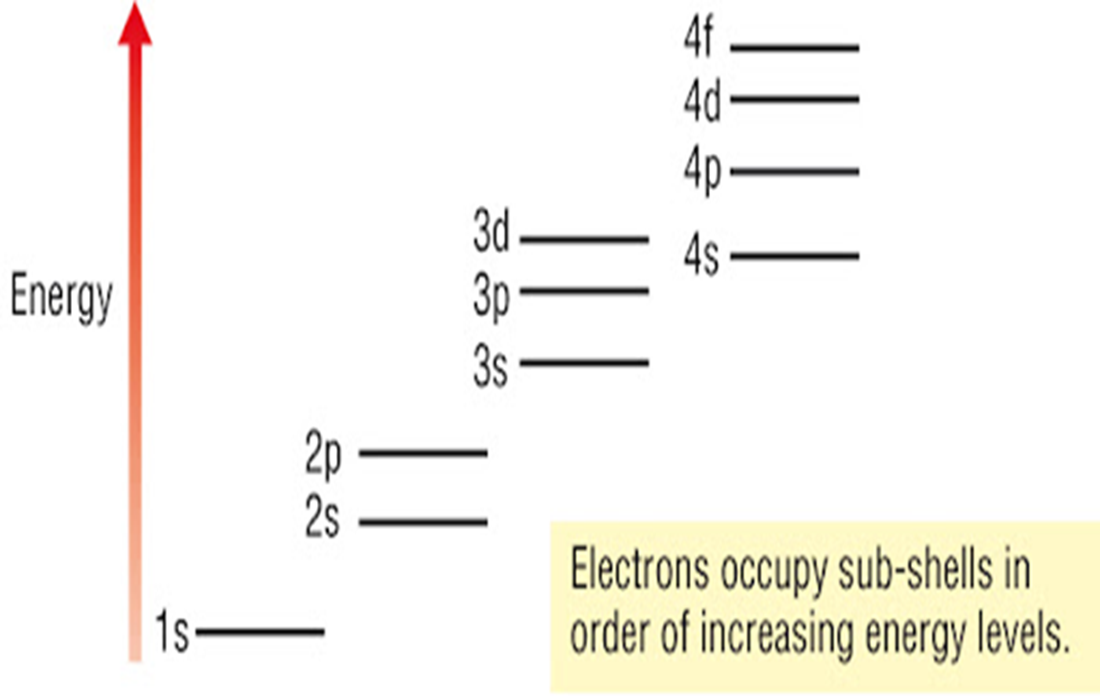 4f
4d
4p
3d
4s
Energy
3p
3s
2p
2s
Electrons occupy sub-shells in
order of increasing energy levels.
1s